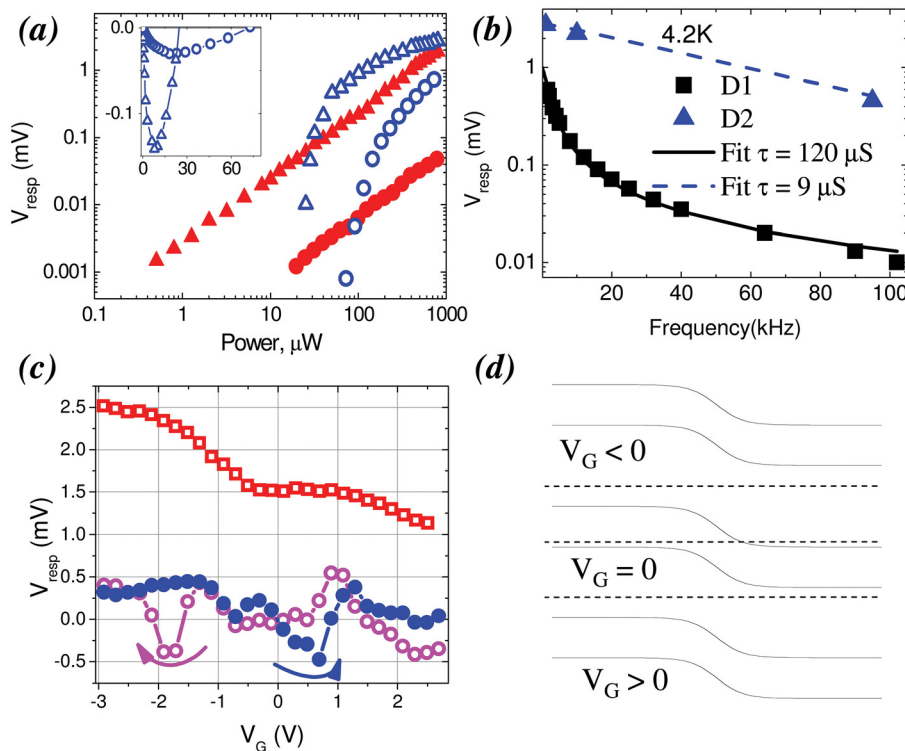 (a)
V_resp (mV)
1
0.1
0.01
0.001
0.0
-0.1
0 30 60
0.1 1 10 100 1000
Power, μW
(b)
V_resp (mV)
1
0.1
0.01
4.2K
D1
D2
Fit τ = 120 μS
Fit τ = 9 μS
20 40 60 80 100
Frequency(kHz)
(c)
V_resp (mV)
2.5
2.0
1.5
1.0
0.5
0.0
-0.5
-3 -2 -1 0 1 2
V_G (V)
(d)
V_G < 0
V_G = 0
V_G > 0